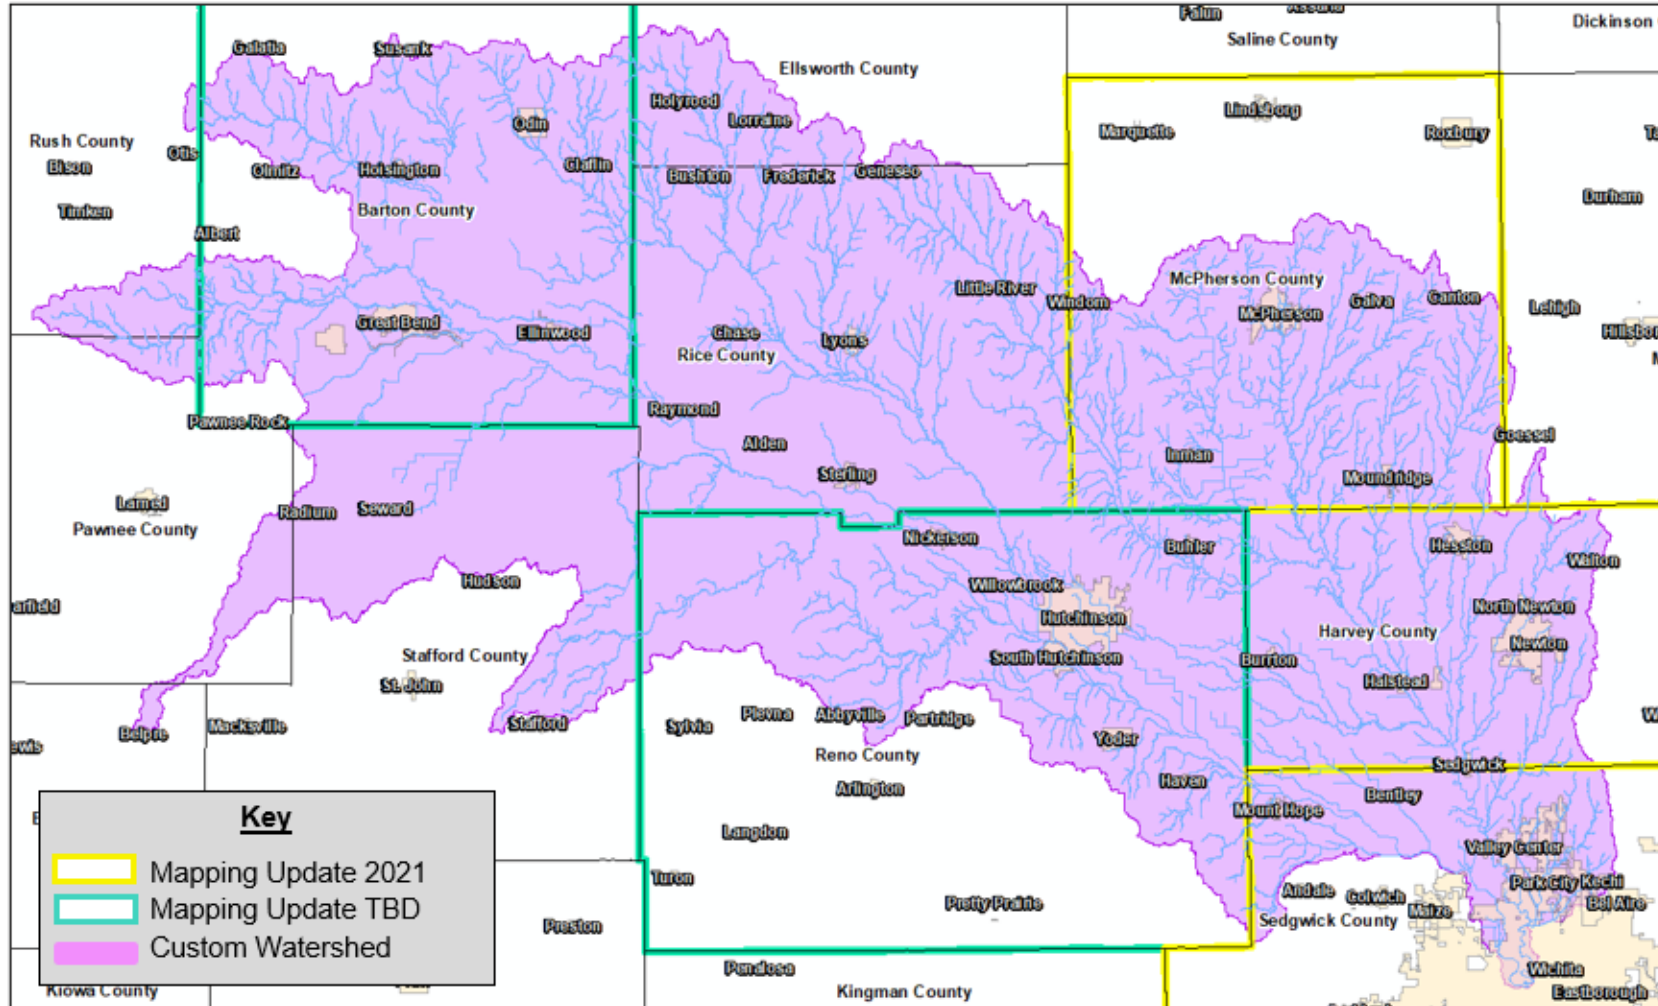 Falun
Assaria
Dickinson
Saline County
Galatia
Susank
Ellsworth County
Holyrood
Lorraine
Odin
Lindsborg
Marquette
Roxbury
Rush County
Bison
Otis
Olmitz
Hoisington
Claflin
Bushton
Frederick
Geneseo
Timken
Barton County
Durham
Albert
Little River
Windom
McPherson County
McPherson
Galva
Canton
Lehigh
Great Bend
Ellinwood
Chase
Rice County
Lyons
Pawnee Rock
Raymond
Alden
Sterling
Inman
Moundridge
Goessel
Larned
Pawnee County
Radium
Seward
Nickerson
Buhler
Hesston
Walton
Hudson
arfield
Willowbrook
Hutchinson
South Hutchinson
North Newton
Newton
Harvey County
Burrton
Halstead
Stafford County
St. John
Stafford
Macksville
Belpre
ewis
Sylvia
Plevna
Abbyville
Partridge
Reno County
Arlington
Langdon
Yoder
Haven
Sedgwick
Bentley
Mount Hope
Valley Center
Park City
Kechi
Bel Aire
Andale
Colwich
Maize
Sedgwick County
Turon
Pretty Prairie
Preston
Penalosa
Kingman County
Wichita
Eastborough
Key
Mapping Update 2021
Mapping Update TBD
Custom Watershed
Kiowa County